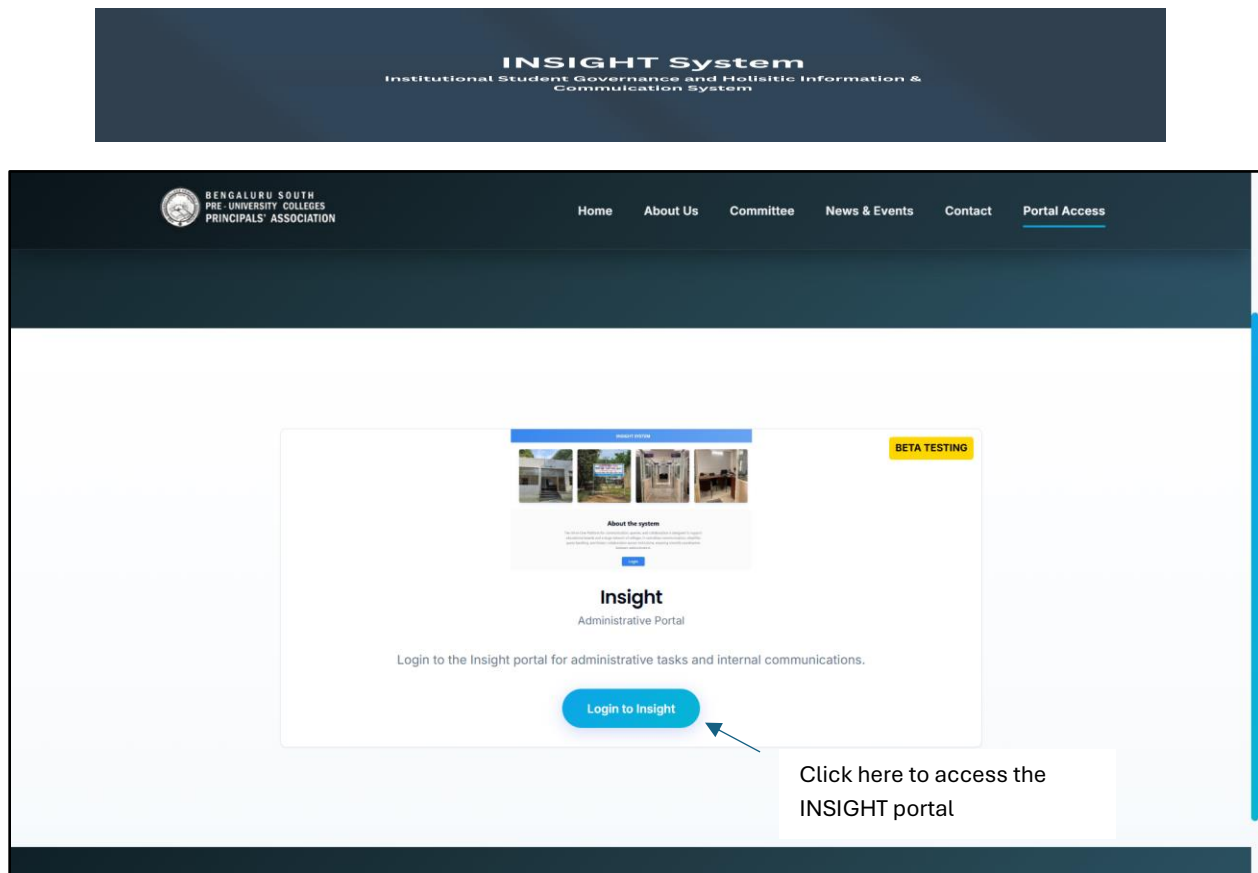 INSIGHT System
Institutional Student Governance and Holisitic Information &
Commuication System
BENGALURU SOUTH
PRE-UNIVERSITY COLLEGES
PRINCIPALS' ASSOCIATION
Home About Us Committee News & Events Contact Portal Access
BETA TESTING
INSIGHT SYSTEM
About the system
Login
Insight
Administrative Portal
Login to the Insight portal for administrative tasks and internal communications.
Login to Insight
Click here to access the
INSIGHT portal